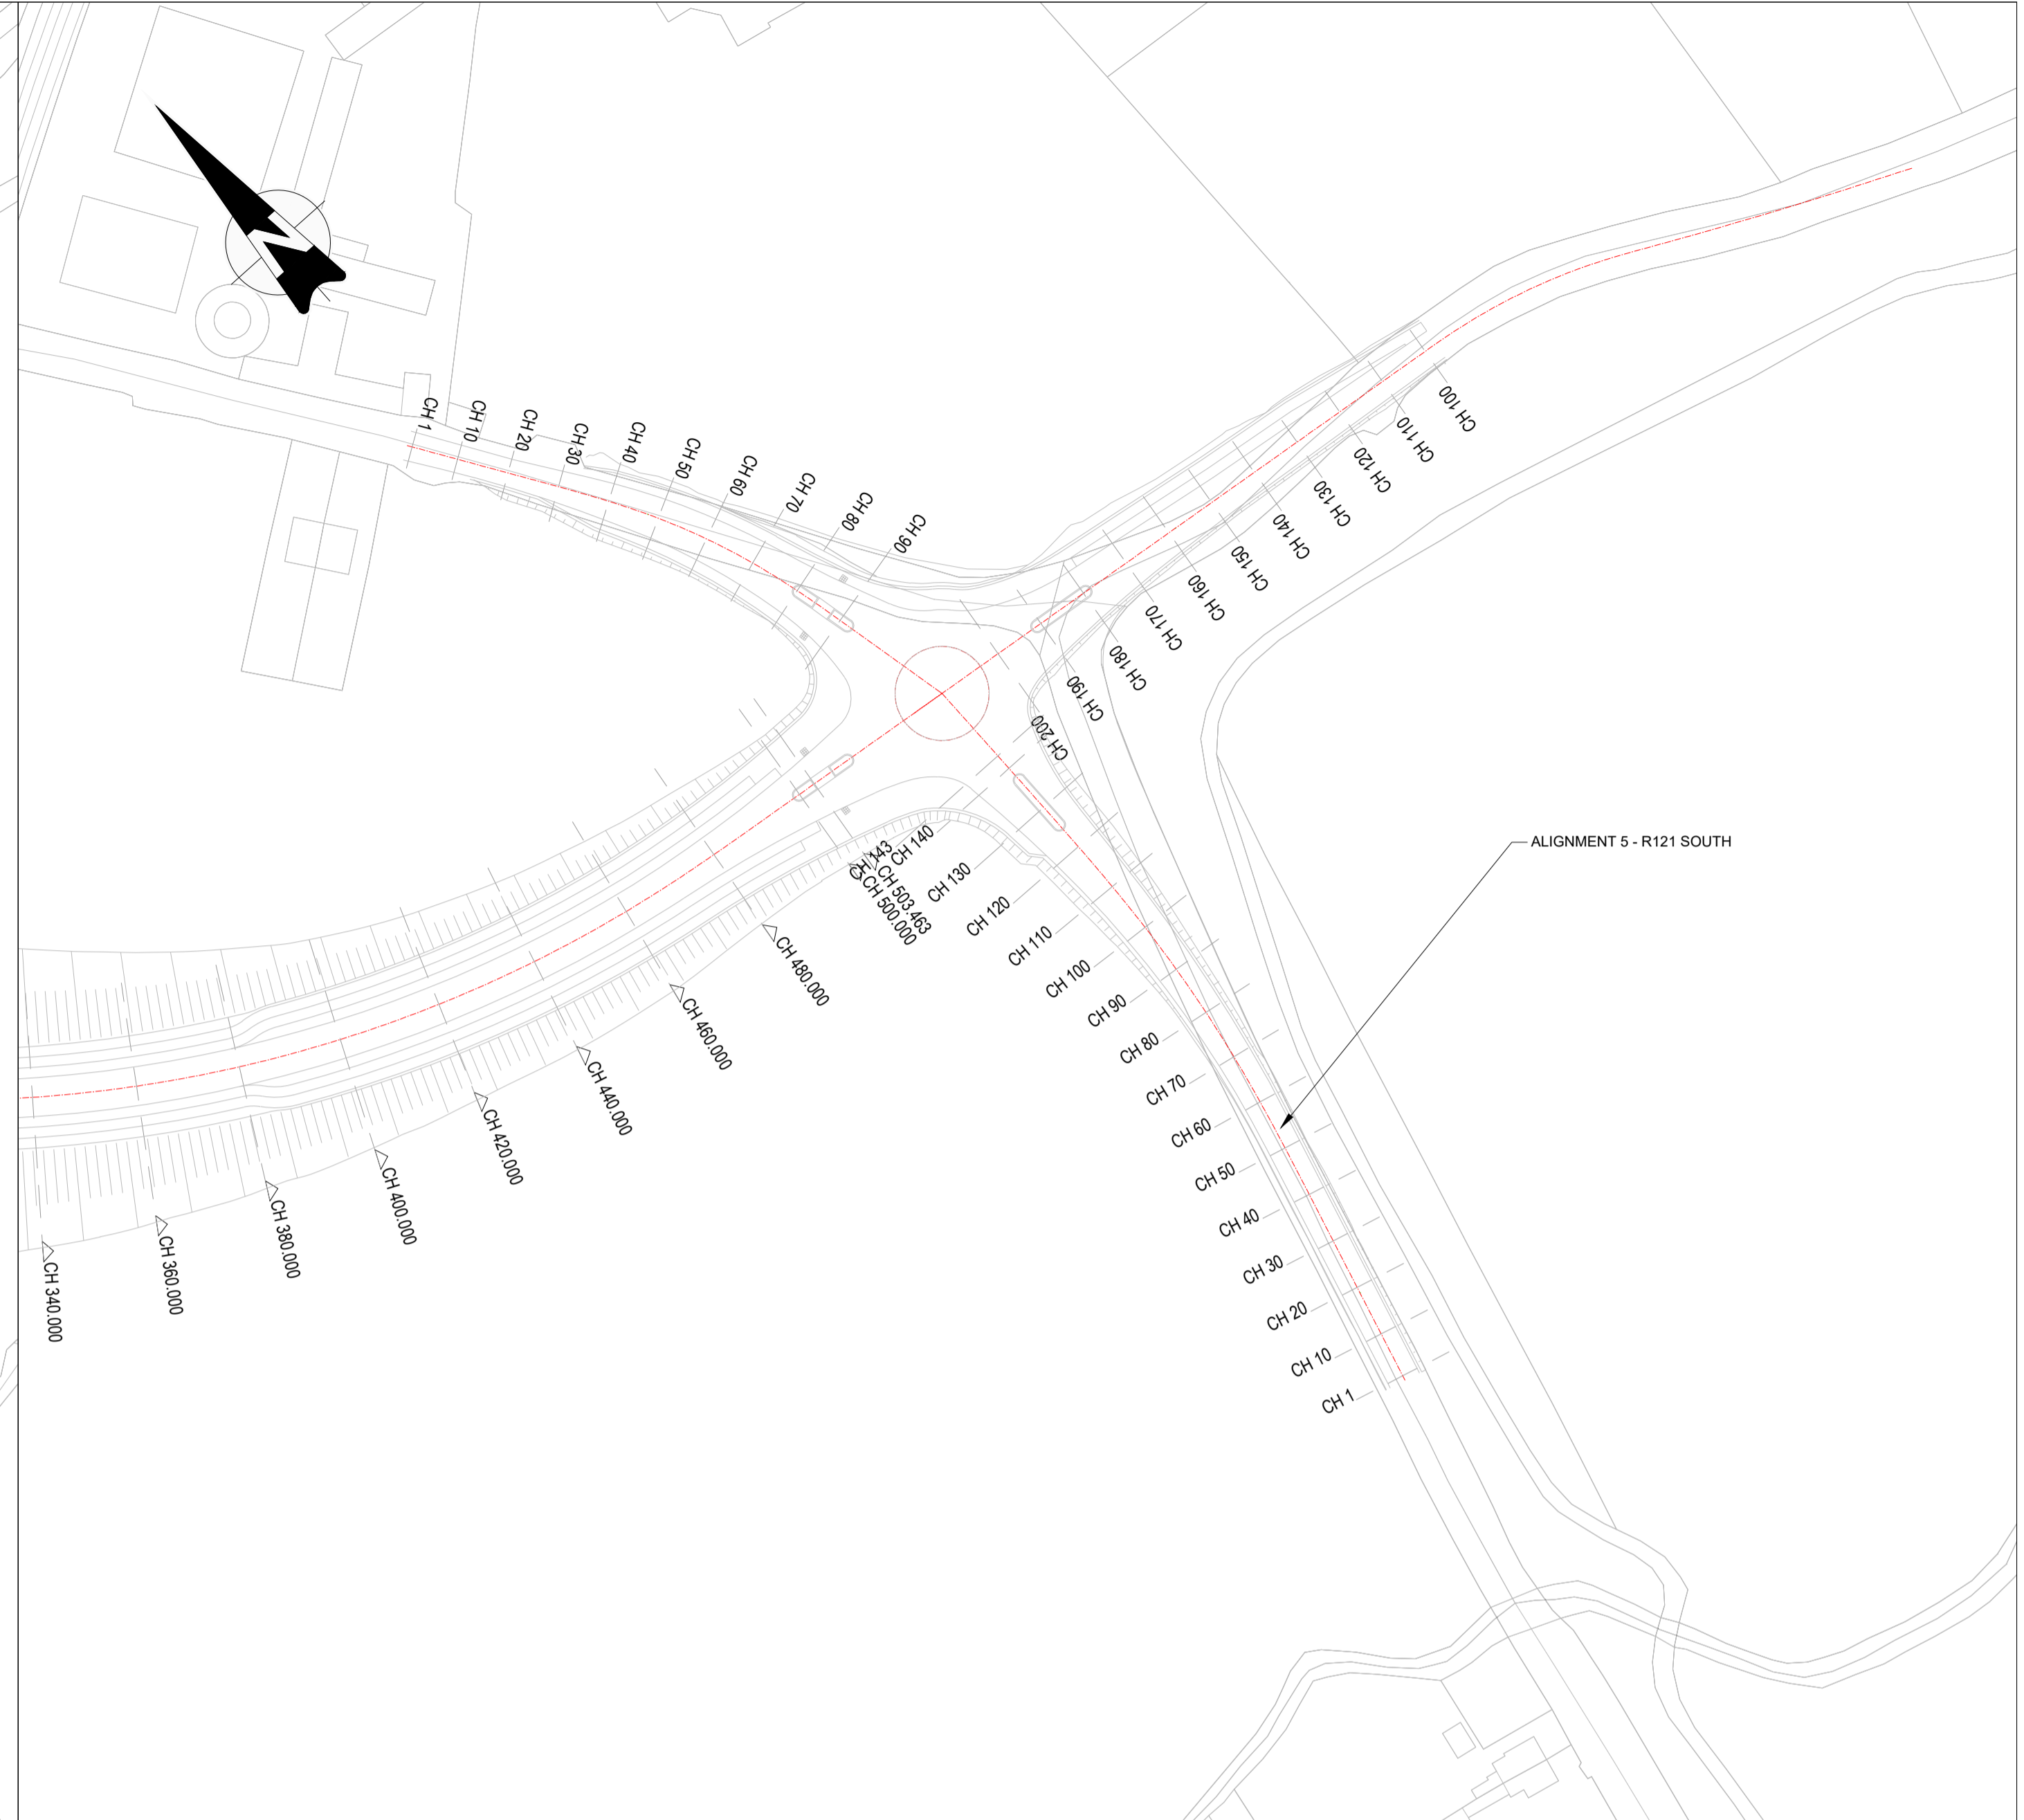 N
CH 1
CH 10
CH 20
CH 30
CH 40
CH 50
CH 60
CH 70
CH 80
CH 90
CH 100
CH 110
CH 120
CH 130
CH 140
CH 150
CH 160
CH 170
CH 180
CH 190
CH 200
ALIGNMENT 5 - R121 SOUTH
CH 143
CH 140
CH 130
CH 120
CH 110
CH 100
CH 90
CH 80
CH 70
CH 60
CH 50
CH 40
CH 30
CH 20
CH 10
CH 1
CH 503.463
CH 500.000
CH 480.000
CH 460.000
CH 440.000
CH 420.000
CH 400.000
CH 380.000
CH 360.000
CH 340.000